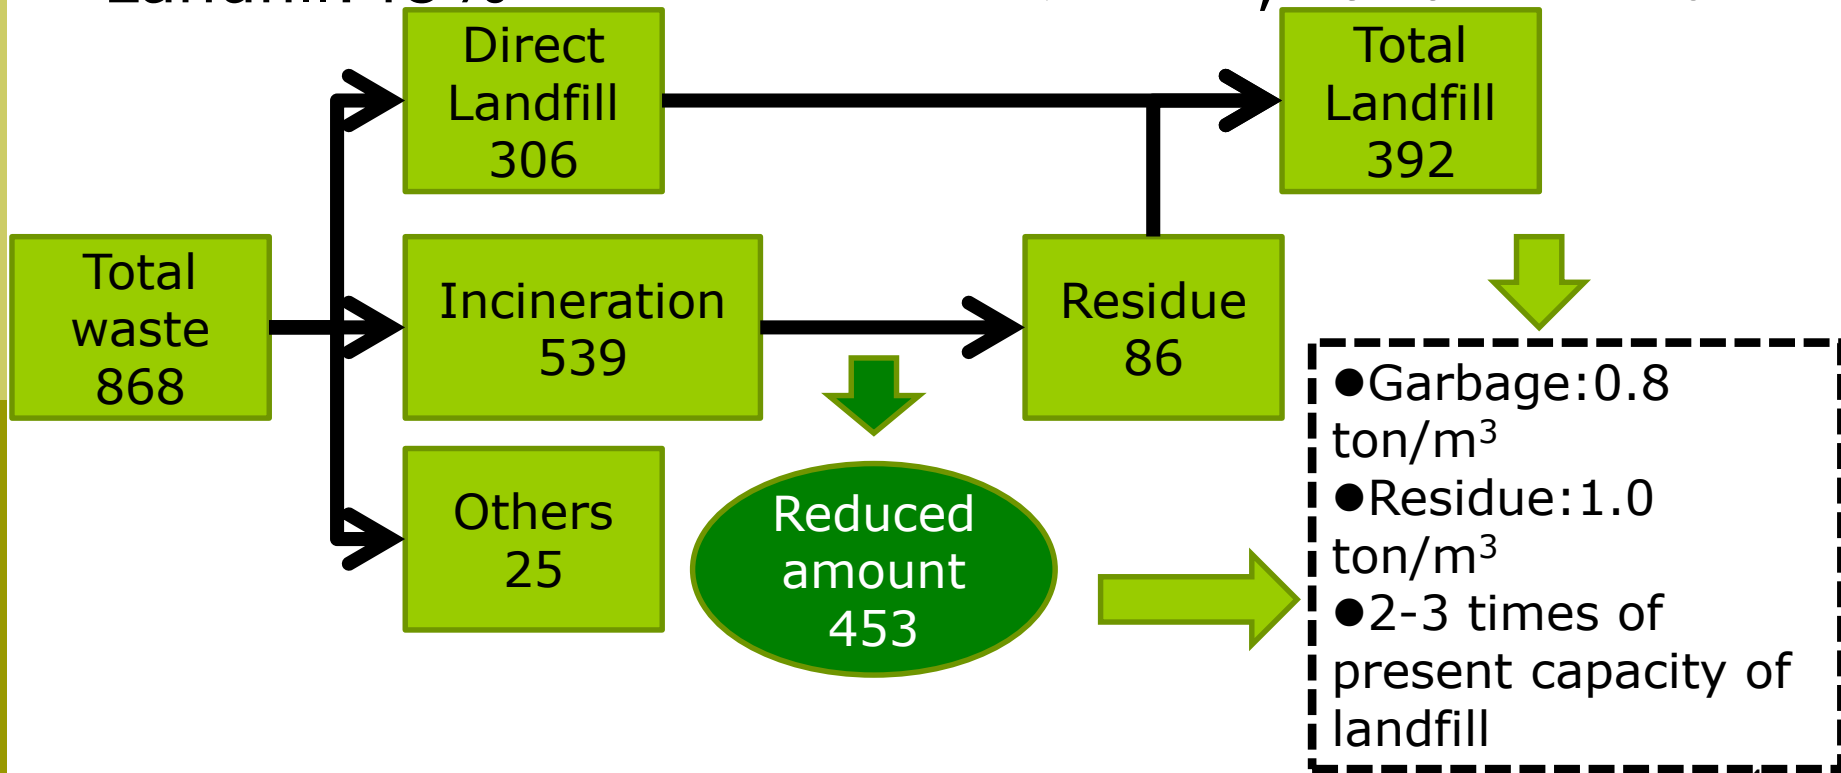 Direct
Landfill
306
Total
Landfill
392
Total
waste
868
Incineration
539
Residue
86
Others
25
Reduced
amount
453
●Garbage:0.8
ton/m³
●Residue:1.0
ton/m³
●2-3 times of
present capacity of
landfill